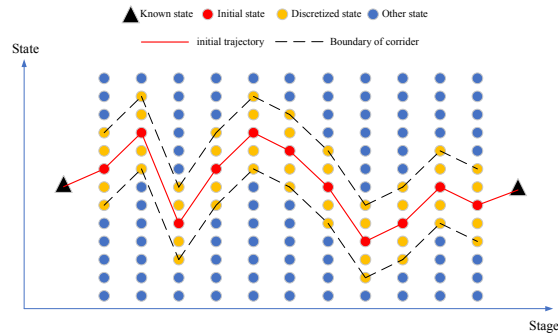 Known state Initial state Discretized state Other state
initial trajectory Boundary of corrider
State
Stage